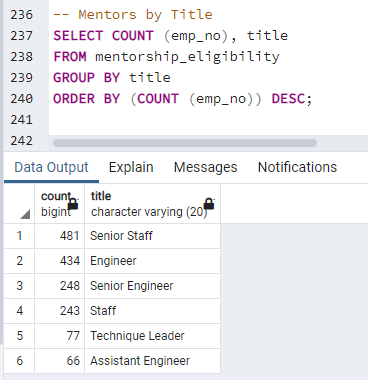 236 -- Mentors by Title
237 SELECT COUNT (emp_no), title
238 FROM mentorship_eligibility
239 GROUP BY title
240 ORDER BY (COUNT (emp_no)) DESC;
241
242
Data Output Explain Messages Notifications
count title
bigint character varying (20)
1 481 Senior Staff
2 434 Engineer
3 248 Senior Engineer
4 243 Staff
5 77 Technique Leader
6 66 Assistant Engineer